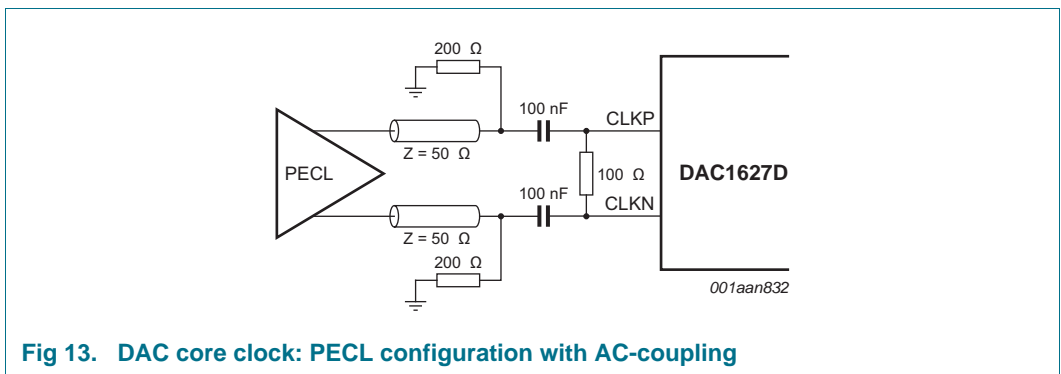 200 Ω
100 nF
CLKP
Z = 50 Ω
PECL
100 Ω
DAC1627D
100 nF
CLKN
Z = 50 Ω
200 Ω
001aan832
Fig 13. DAC core clock: PECL configuration with AC-coupling